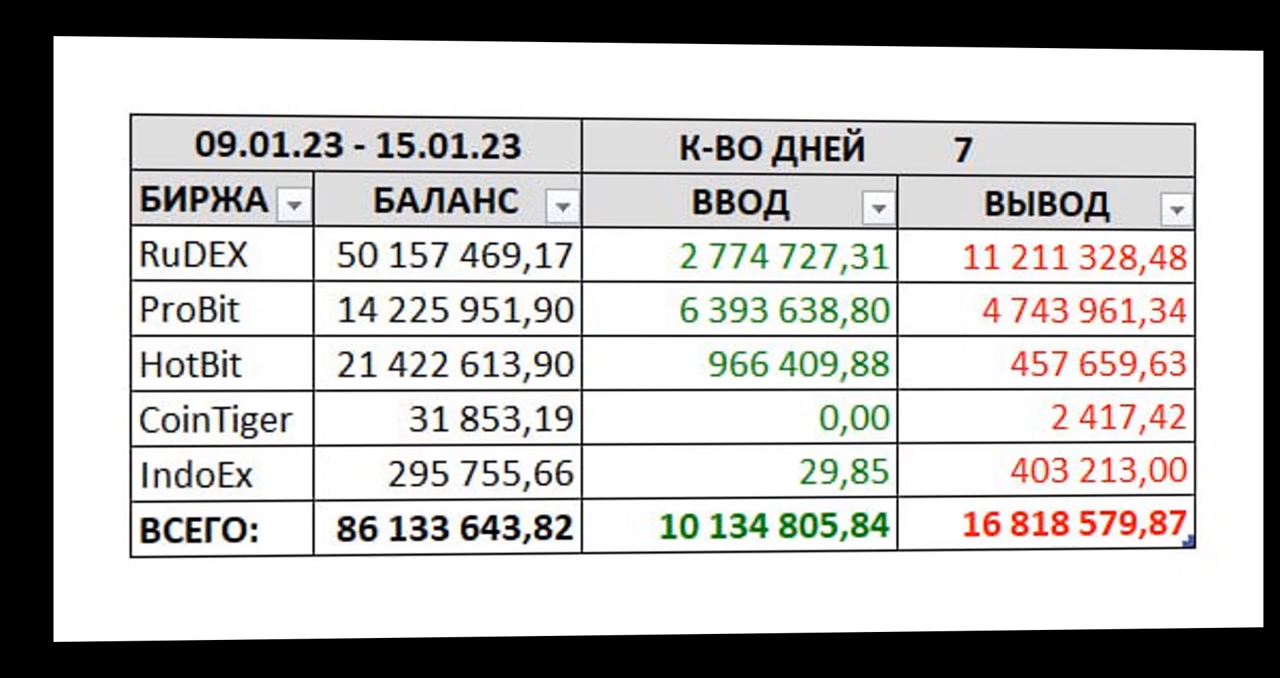 09.01.23 - 15.01.23 К-ВО ДНЕЙ 7
БИРЖА БАЛАНС ВВОД ВЫВОД
RuDEX 50 157 469,17 2 774 727,31 11 211 328,48
ProBit 14 225 951,90 6 393 638,80 4 743 961,34
HotBit 21 422 613,90 966 409,88 457 659,63
CoinTiger 31 853,19 0,00 2 417,42
IndoEx 295 755,66 29,85 403 213,00
ВСЕГО: 86 133 643,82 10 134 805,84 16 818 579,87